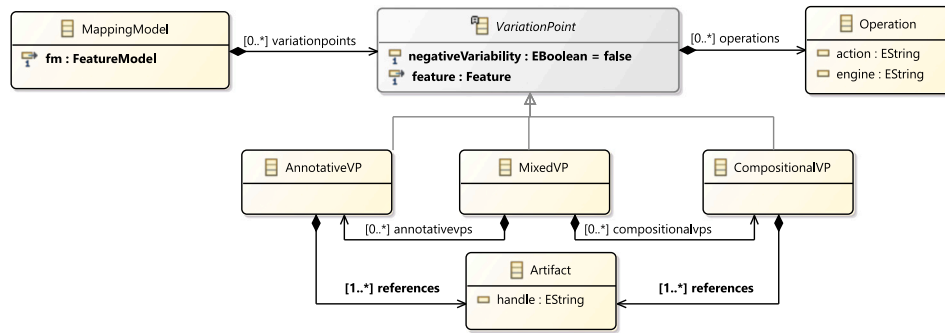 MappingModel
fm : FeatureModel
[0..*] variationpoints
VariationPoint
negativeVariability : EBoolean = false
feature : Feature
[0..*] operations
Operation
action : EString
engine : EString
AnnotativeVP
MixedVP
CompositionalVP
[0..*] annotativevps
[0..*] compositionalvps
[1..*] references
Artifact
handle : EString
[1..*] references